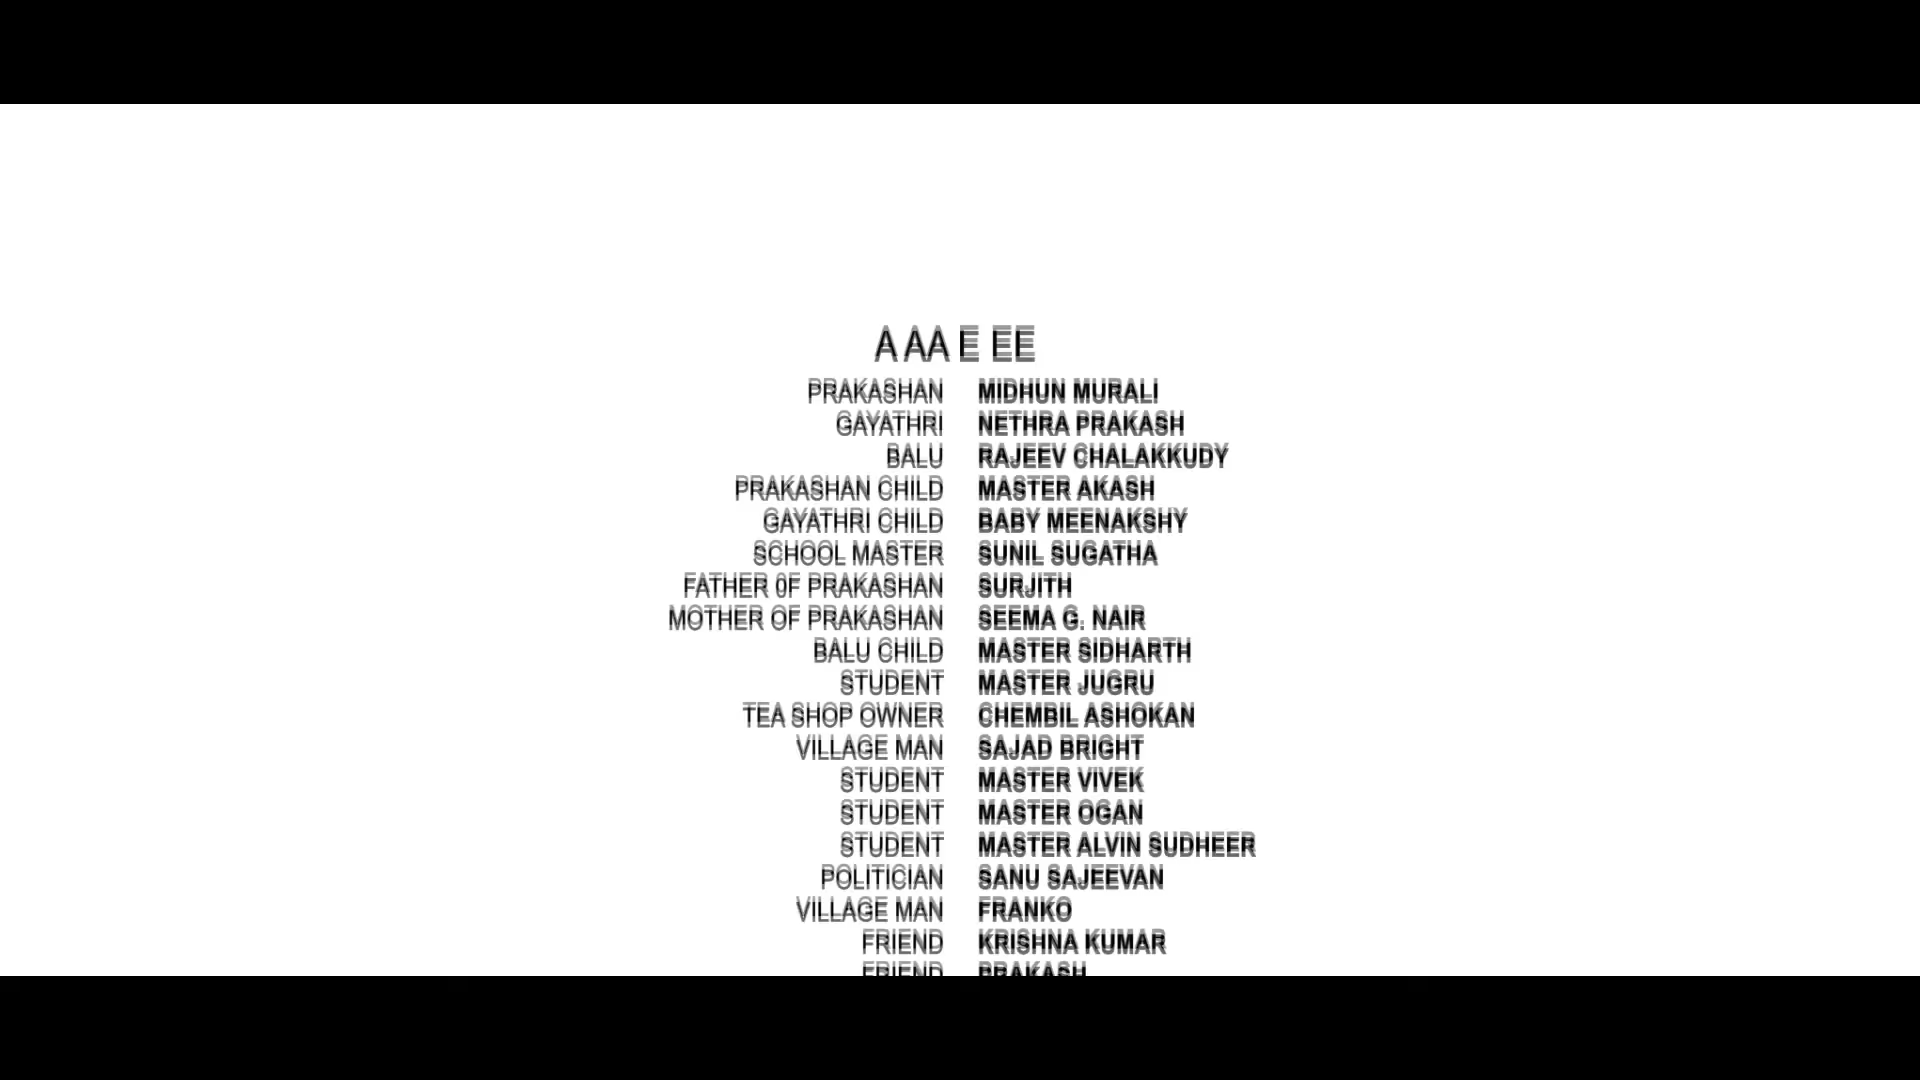 A AA E EE
PRAKASHAN MIDHUN MURALI
GAYATHRI NETHRA PRAKASH
BALU RAJEEV CHALAKKUDY
PRAKASHAN CHILD MASTER AKASH
GAYATHRI CHILD BABY MEENAKSHY
SCHOOL MASTER SUNIL SUGATHA
FATHER 0F PRAKASHAN SURJITH
MOTHER OF PRAKASHAN SEEMA G. NAIR
BALU CHILD MASTER SIDHARTH
STUDENT MASTER JUGRU
TEA SHOP OWNER CHEMBIL ASHOKAN
VILLAGE MAN SAJAD BRIGHT
STUDENT MASTER VIVEK
STUDENT MASTER OGAN
STUDENT MASTER ALVIN SUDHEER
POLITICIAN SANU SAJEEVAN
VILLAGE MAN FRANKO
FRIEND KRISHNA KUMAR
FRIEND PRAKASH